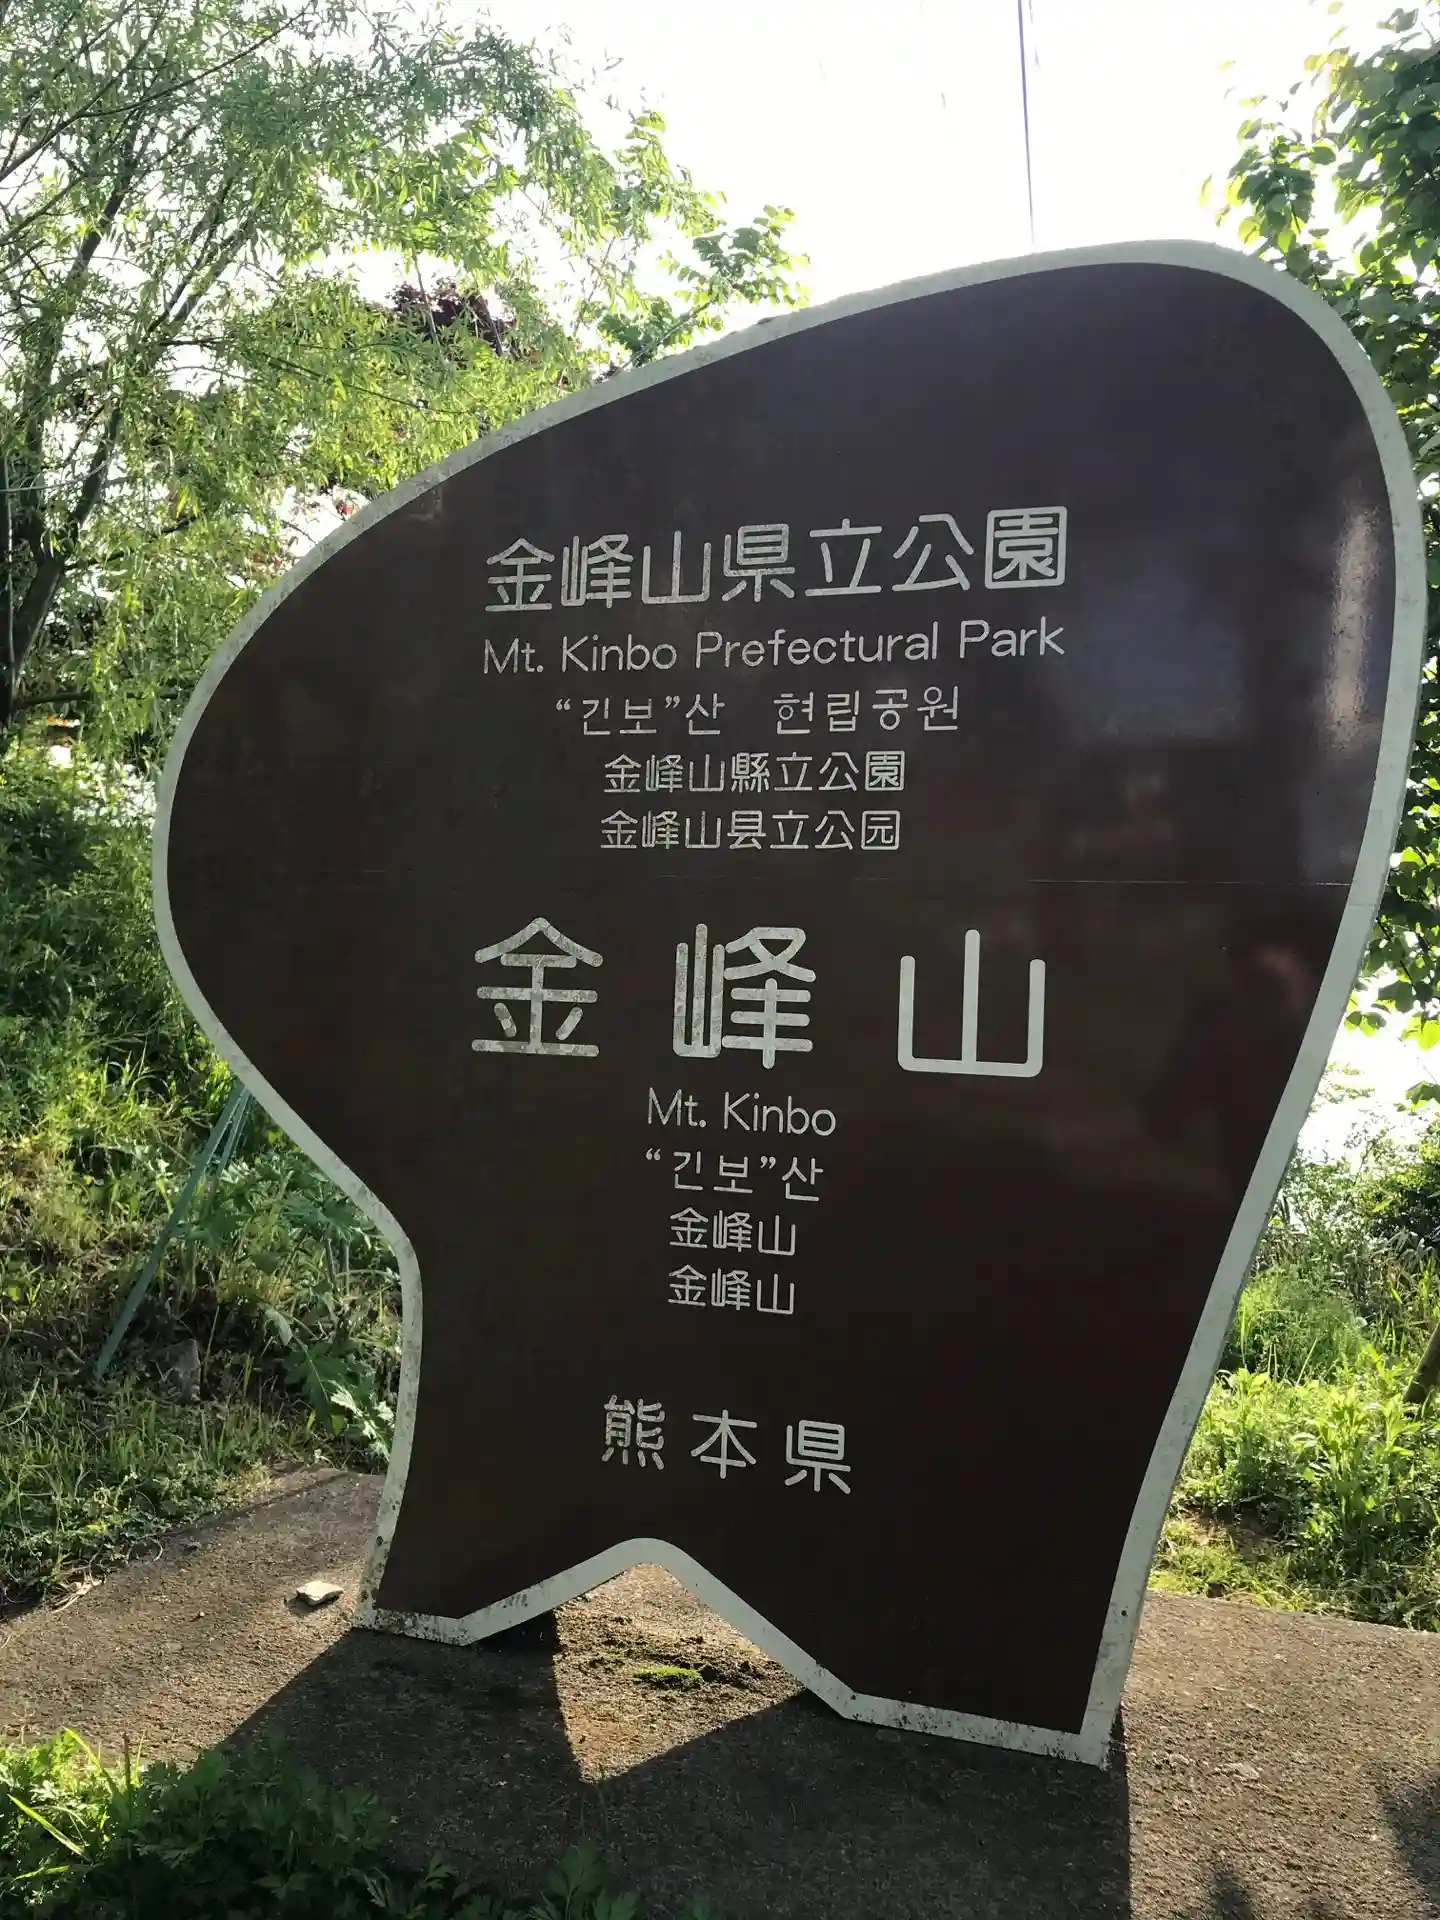 金峰山県立公園
Mt. Kinbo Prefectural Park
“긴보”산 현립공원
金峰山縣立公園
金峰山县立公园
金峰山
Mt. Kinbo
“긴보”산
金峰山
金峰山
熊本県